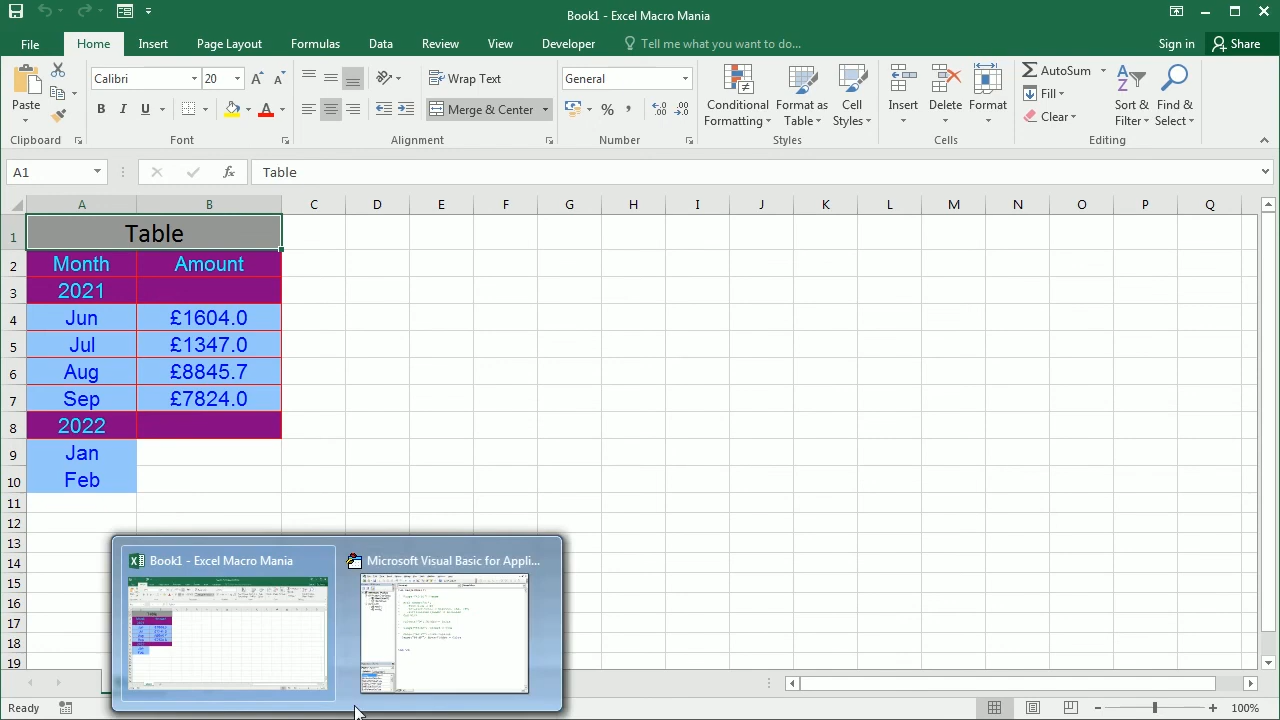 Book1 - Excel Macro Mania
File Home Insert Page Layout Formulas Data Review View Developer Tell me what you want to do... Sign in Share
Paste
Clipboard
Calibri 20
B I U A
Font
Wrap Text
Merge & Center
Alignment
General
%
Number
Conditional Formatting
Format as Table
Cell Styles
Styles
Insert Delete Format
Cells
AutoSum
Fill
Clear
Sort & Filter
Find & Select
Editing
A1 fx Table
A B C D E F G H I J K L M N O P Q
1 Table
2 Month Amount
3 2021
4 Jun £1604.0
5 Jul £1347.0
6 Aug £8845.7
7 Sep £7824.0
8 2022
9 Jan
10 Feb
11
12
13
14
15
16
17
18
19
Book1 - Excel Macro Mania
Microsoft Visual Basic for Appli...
Ready 100%